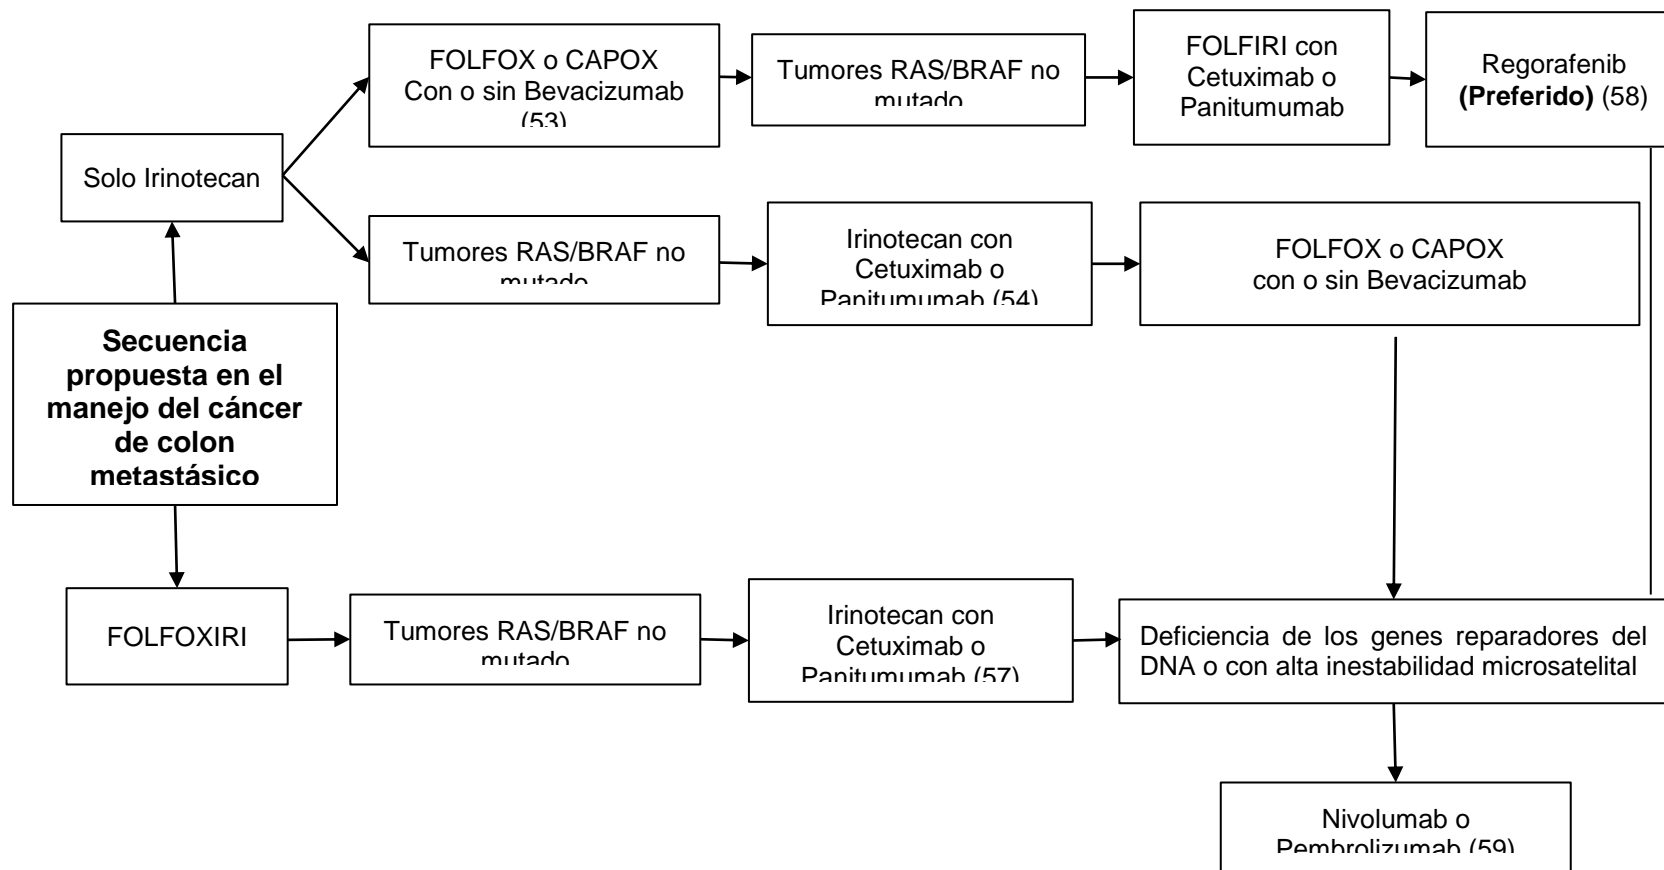 FOLFOX o CAPOX
Con o sin Bevacizumab
(53)
Tumores RAS/BRAF no
mutado
FOLFIRI con
Cetuximab o
Panitumumab
Regorafenib
(Preferido) (58)
Solo Irinotecan
Tumores RAS/BRAF no
mutado
Irinotecan con
Cetuximab o
Panitumumab (54)
FOLFOX o CAPOX
con o sin Bevacizumab
Secuencia
propuesta en el
manejo del cáncer
de colon
metastásico
FOLFOXIRI
Tumores RAS/BRAF no
mutado
Irinotecan con
Cetuximab o
Panitumumab (57)
Deficiencia de los genes reparadores del
DNA o con alta inestabilidad microsatelital
Nivolumab o
Pembrolizumab (59)